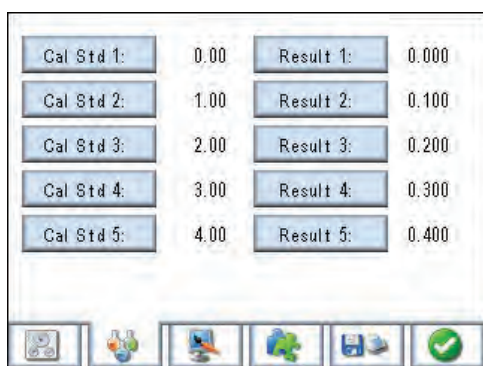 Cal Std 1: 0.00 Result 1: 0.000
Cal Std 2: 1.00 Result 2: 0.100
Cal Std 3: 2.00 Result 3: 0.200
Cal Std 4: 3.00 Result 4: 0.300
Cal Std 5: 4.00 Result 5: 0.400